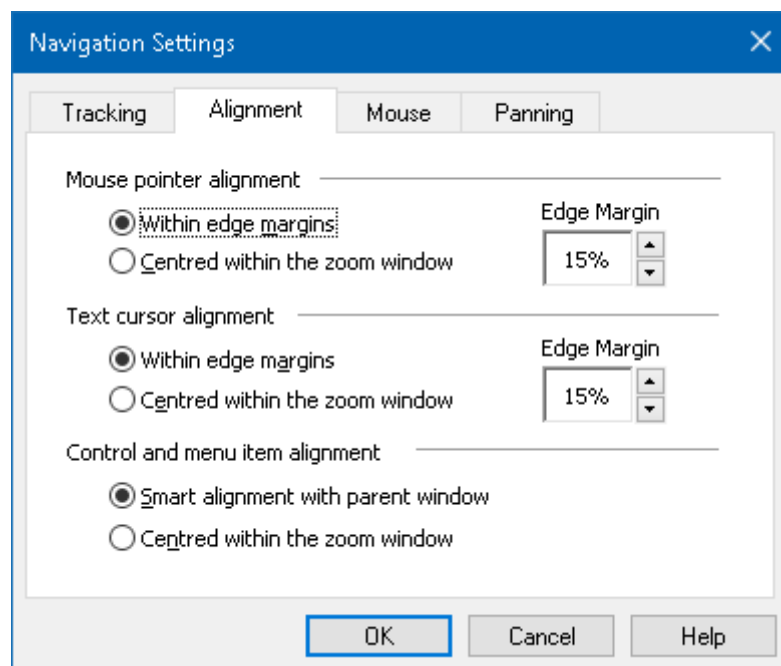 Navigation Settings
Tracking Alignment Mouse Panning
Mouse pointer alignment
Edge Margin
Within edge margins
15%
Centred within the zoom window
Text cursor alignment
Edge Margin
Within edge margins
15%
Centred within the zoom window
Control and menu item alignment
Smart alignment with parent window
Centred within the zoom window
OK Cancel Help